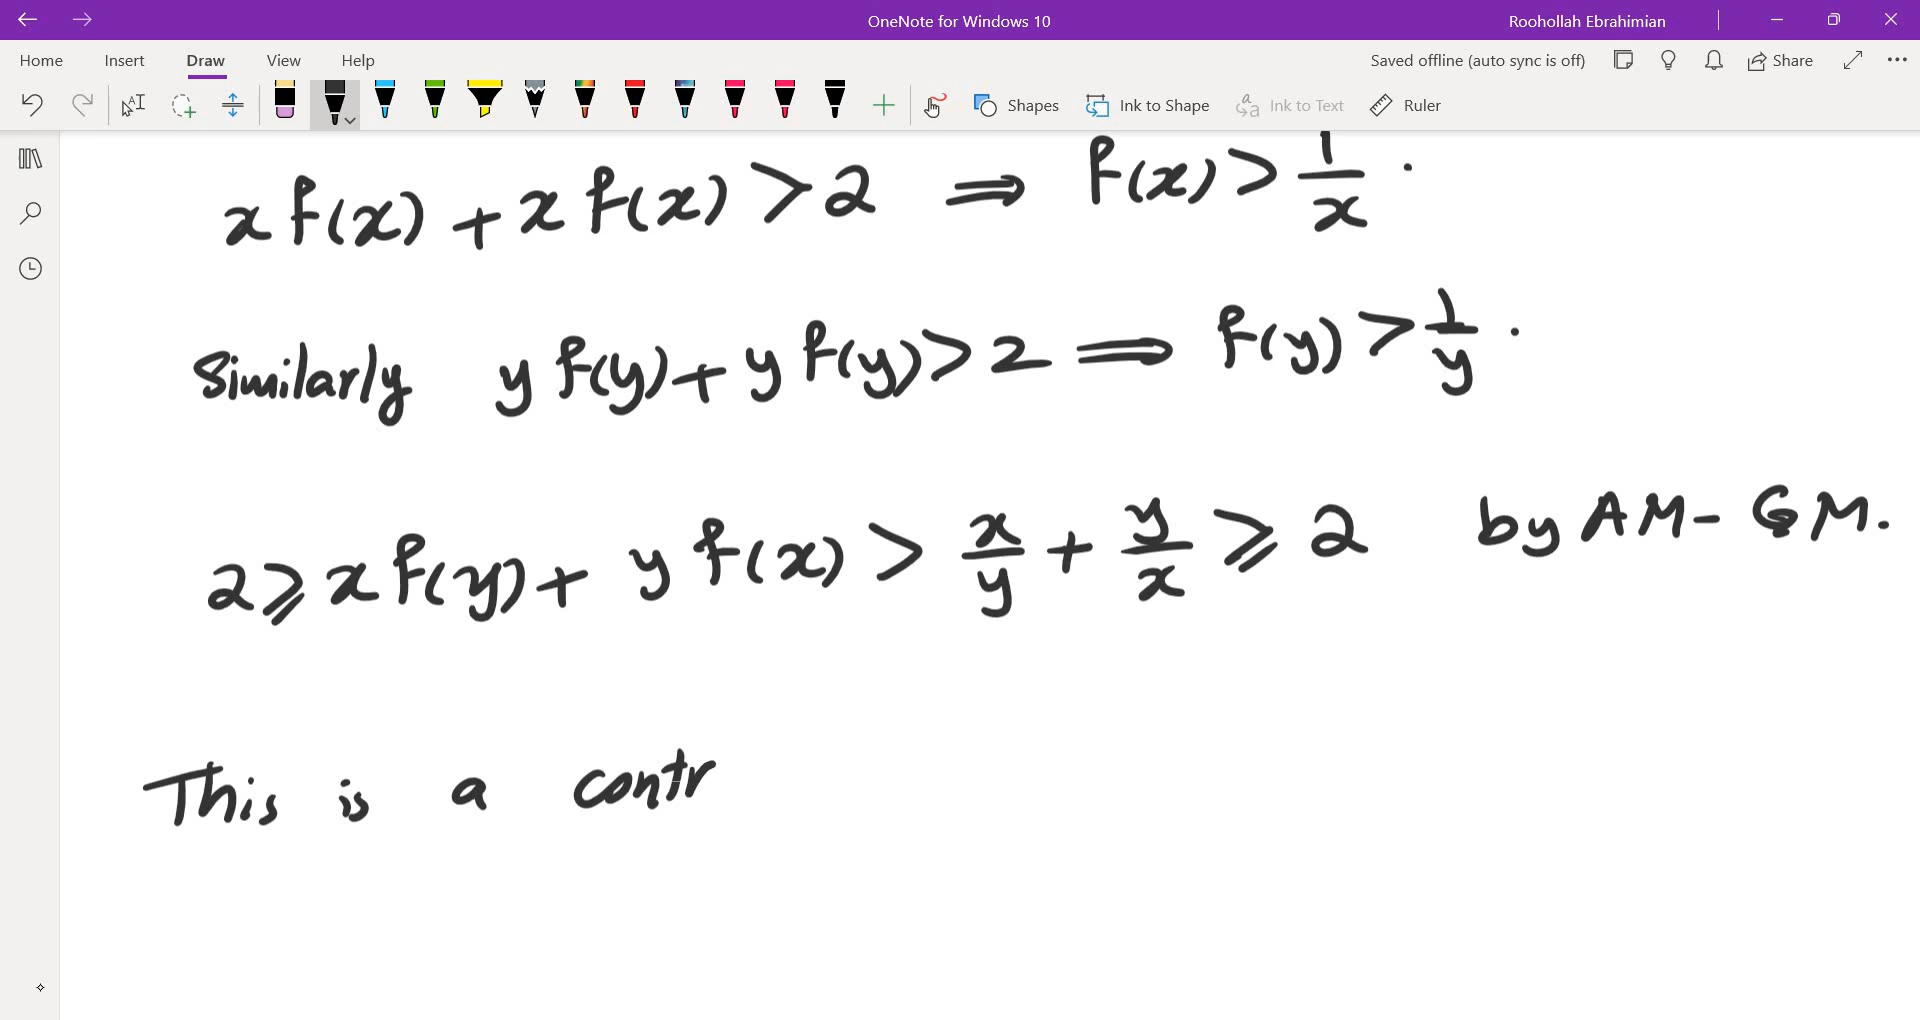 OneNote for Windows 10
Roohollah Ebrahimian
Home Insert Draw View Help
Saved offline (auto sync is off) Share
Shapes Ink to Shape Ink to Text Ruler
x f(x) + x f(x) > 2 ⟹ f(x) > 1/x .
Similarly y f(y) + y f(y) > 2 ⟹ f(y) > 1/y .
2 ⩾ x f(y) + y f(x) > x/y + y/x ⩾ 2 by AM-GM.
This is a contr